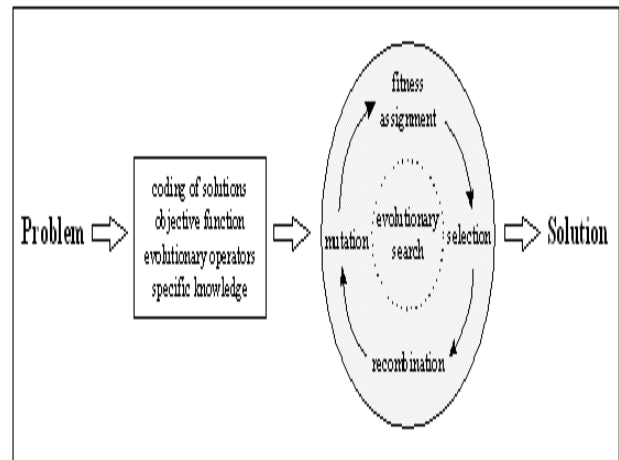 Problem
coding of solutions
objective function
evolutionary operators
specific knowledge
fitness
assignment
mutation
evolutionary
search
selection
recombination
Solution